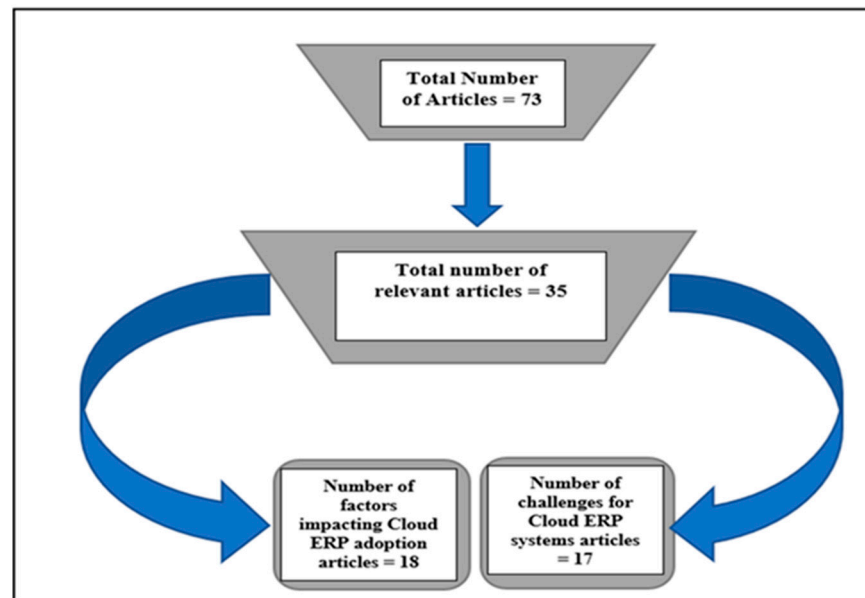 Total Number
of Articles = 73
Total number of
relevant articles = 35
Number of
factors
impacting Cloud
ERP adoption
articles = 18
Number of
challenges for
Cloud ERP
systems articles
= 17